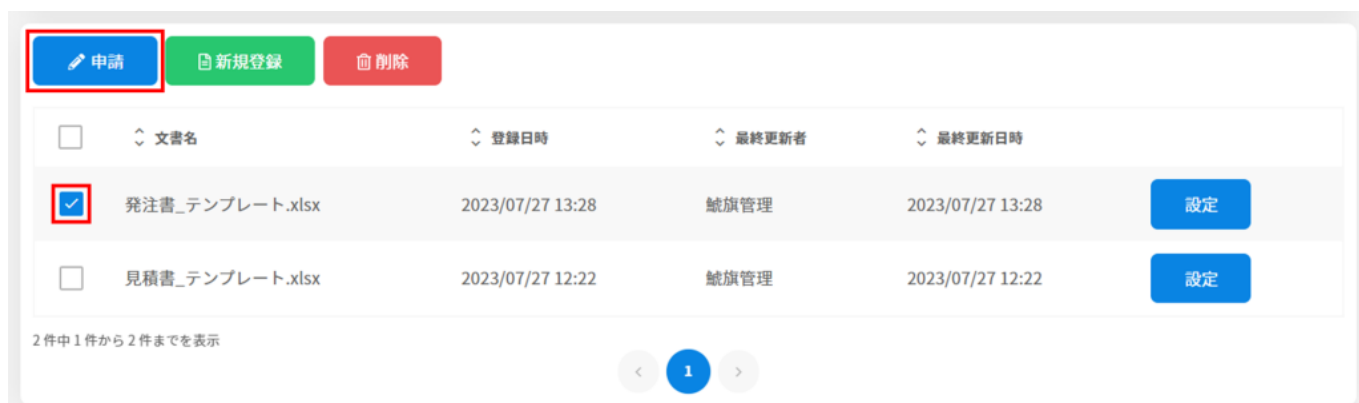 申請 新規登録 削除
文書名 登録日時 最終更新者 最終更新日時
発注書_テンプレート.xlsx 2023/07/27 13:28 鯱旗管理 2023/07/27 13:28 設定
見積書_テンプレート.xlsx 2023/07/27 12:22 鯱旗管理 2023/07/27 12:22 設定
2 件中 1 件から 2 件までを表示
1